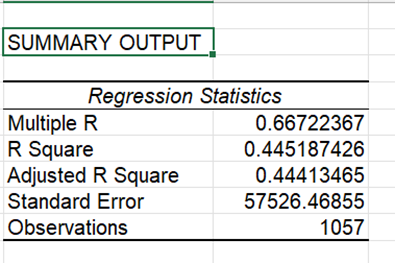 SUMMARY OUTPUT
Regression Statistics
Multiple R 0.66722367
R Square 0.445187426
Adjusted R Square 0.44413465
Standard Error 57526.46855
Observations 1057